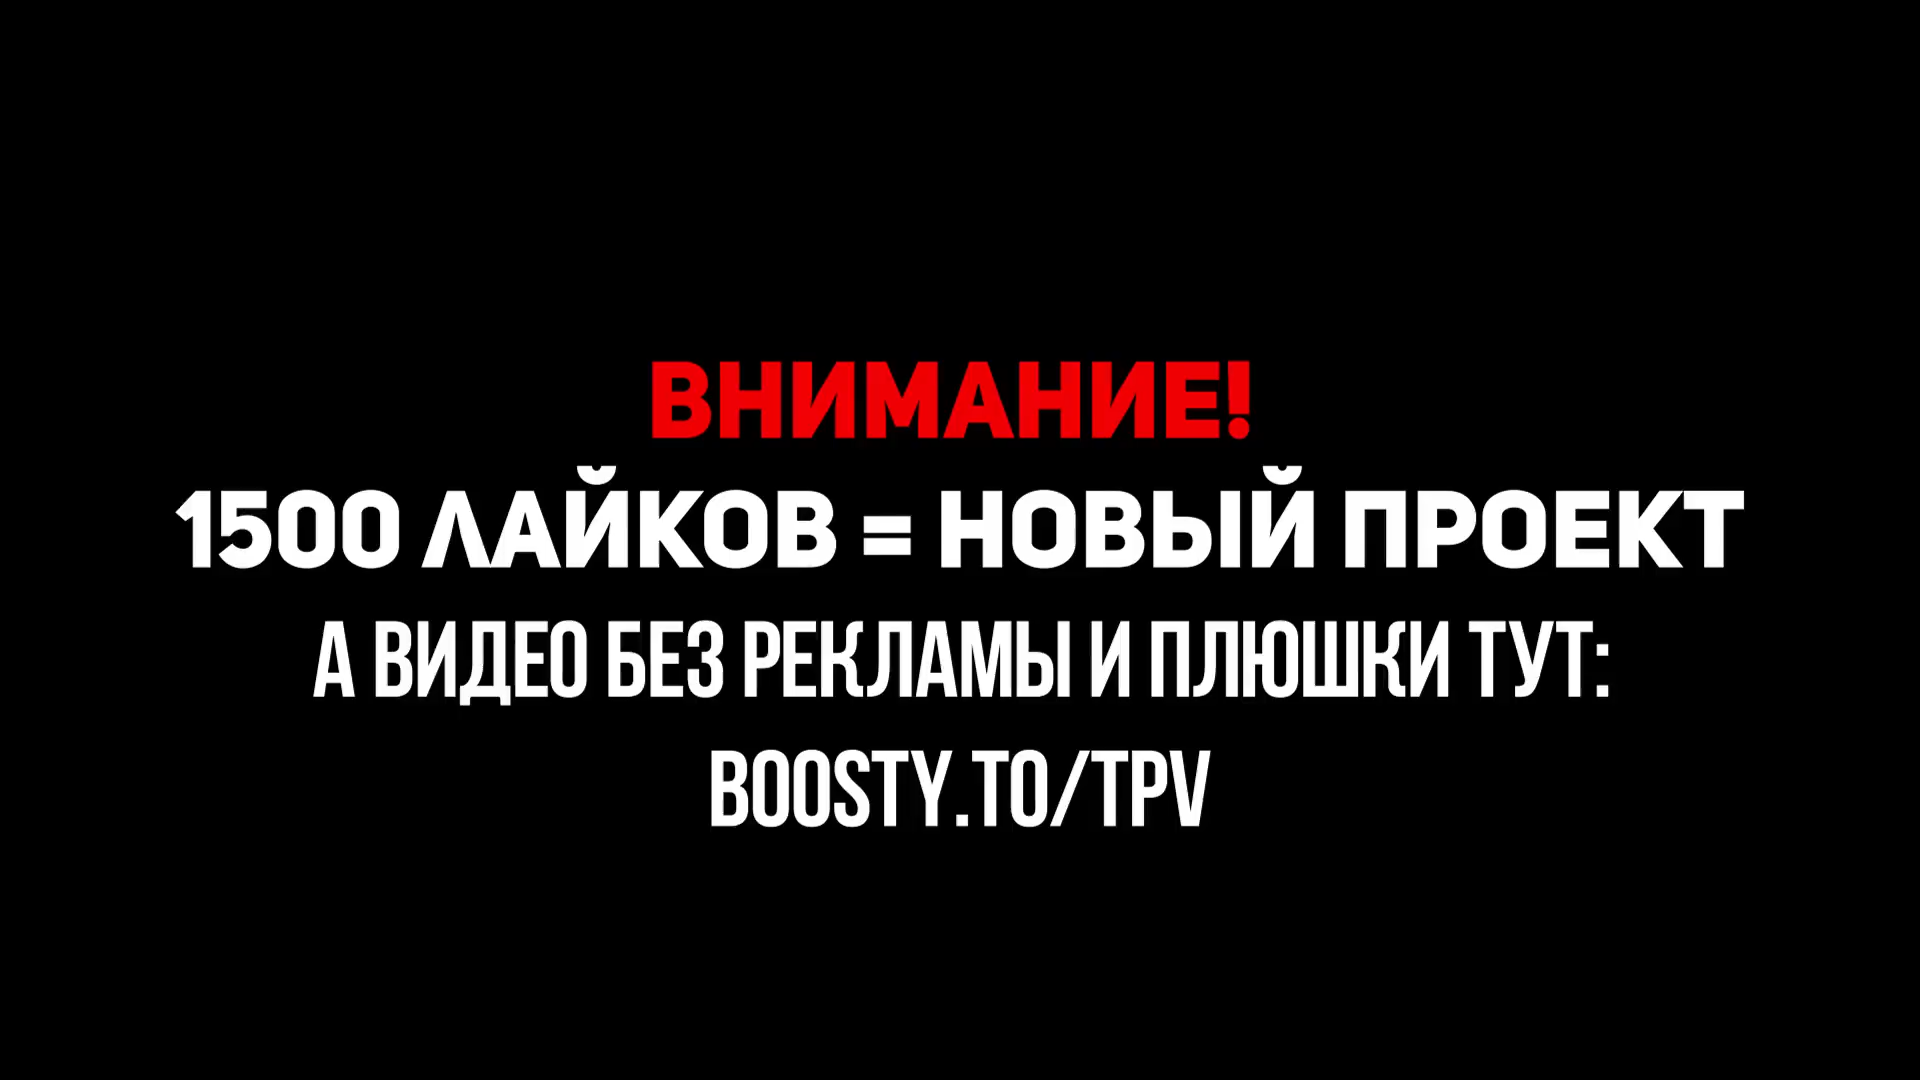 ВНИМАНИЕ!
1500 ЛАЙКОВ = НОВЫЙ ПРОЕКТ
А ВИДЕО БЕЗ РЕКЛАМЫ И ПЛЮШКИ ТУТ:
BOOSTY.TO/TPV